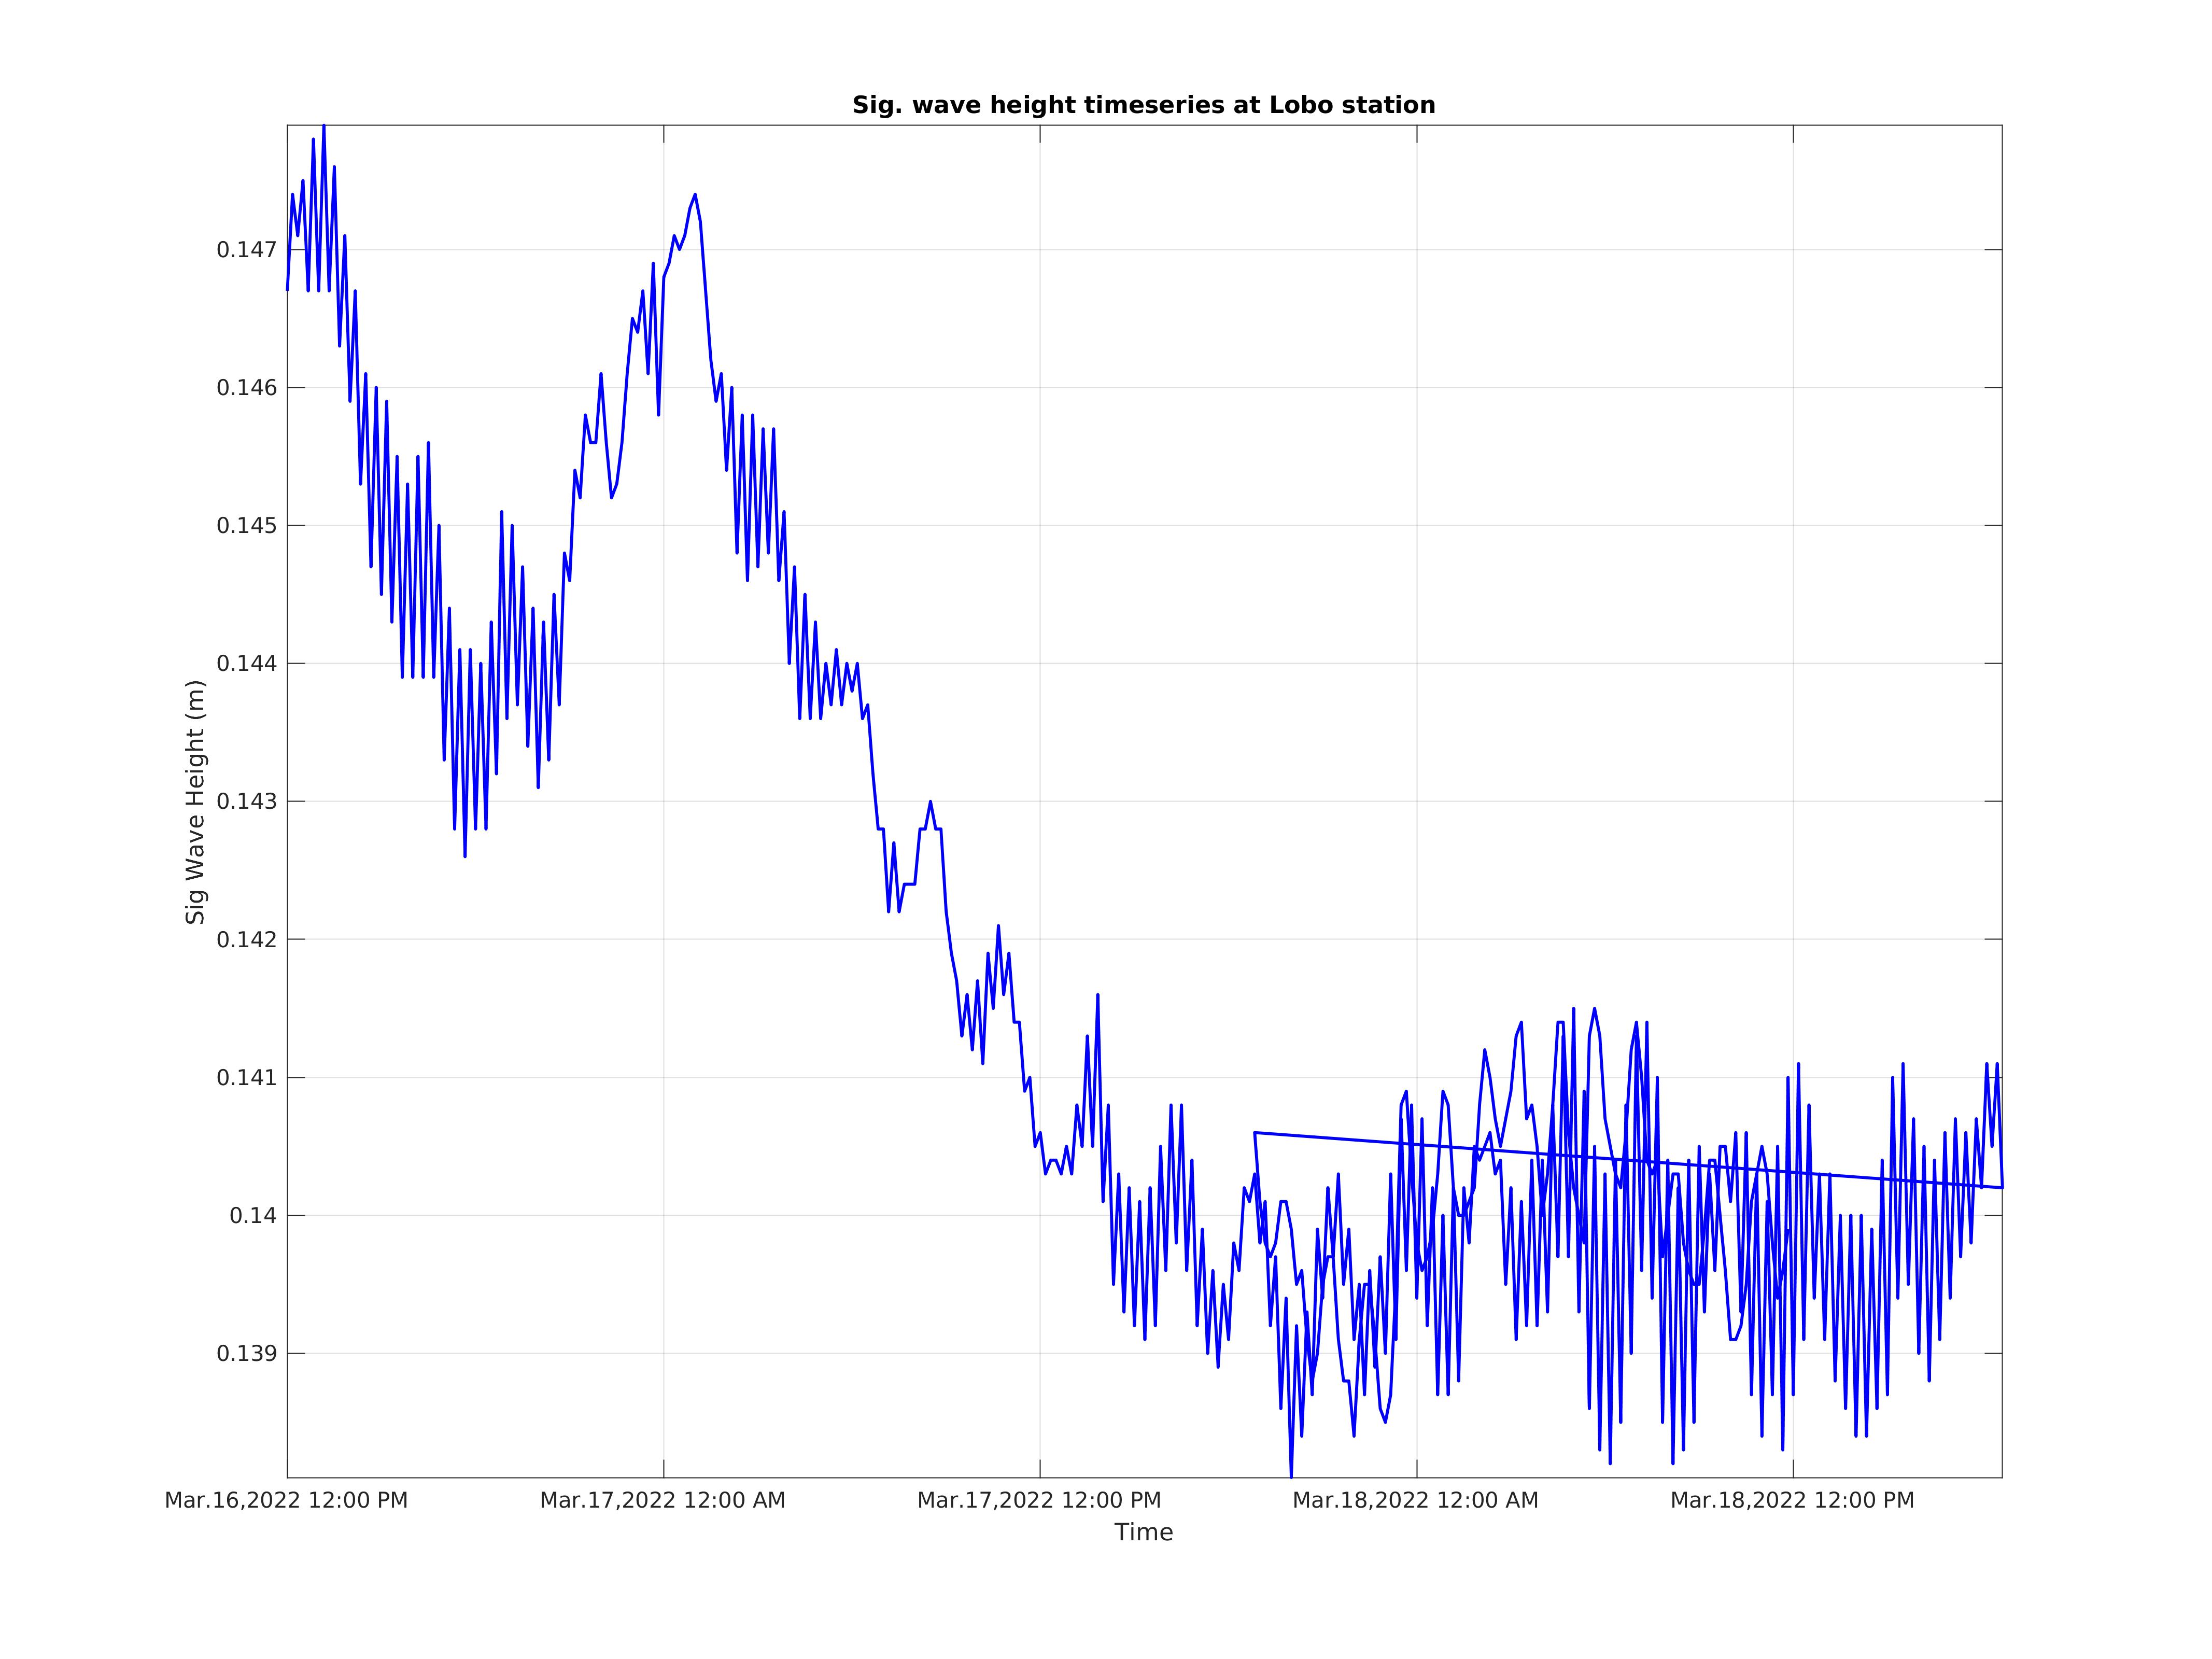 Sig. wave height timeseries at Lobo station
0.147
0.146
0.145
0.144
0.143
0.142
0.141
0.14
0.139
Sig Wave Height (m)
Mar.16,2022 12:00 PM Mar.17,2022 12:00 AM Mar.17,2022 12:00 PM Mar.18,2022 12:00 AM Mar.18,2022 12:00 PM
Time